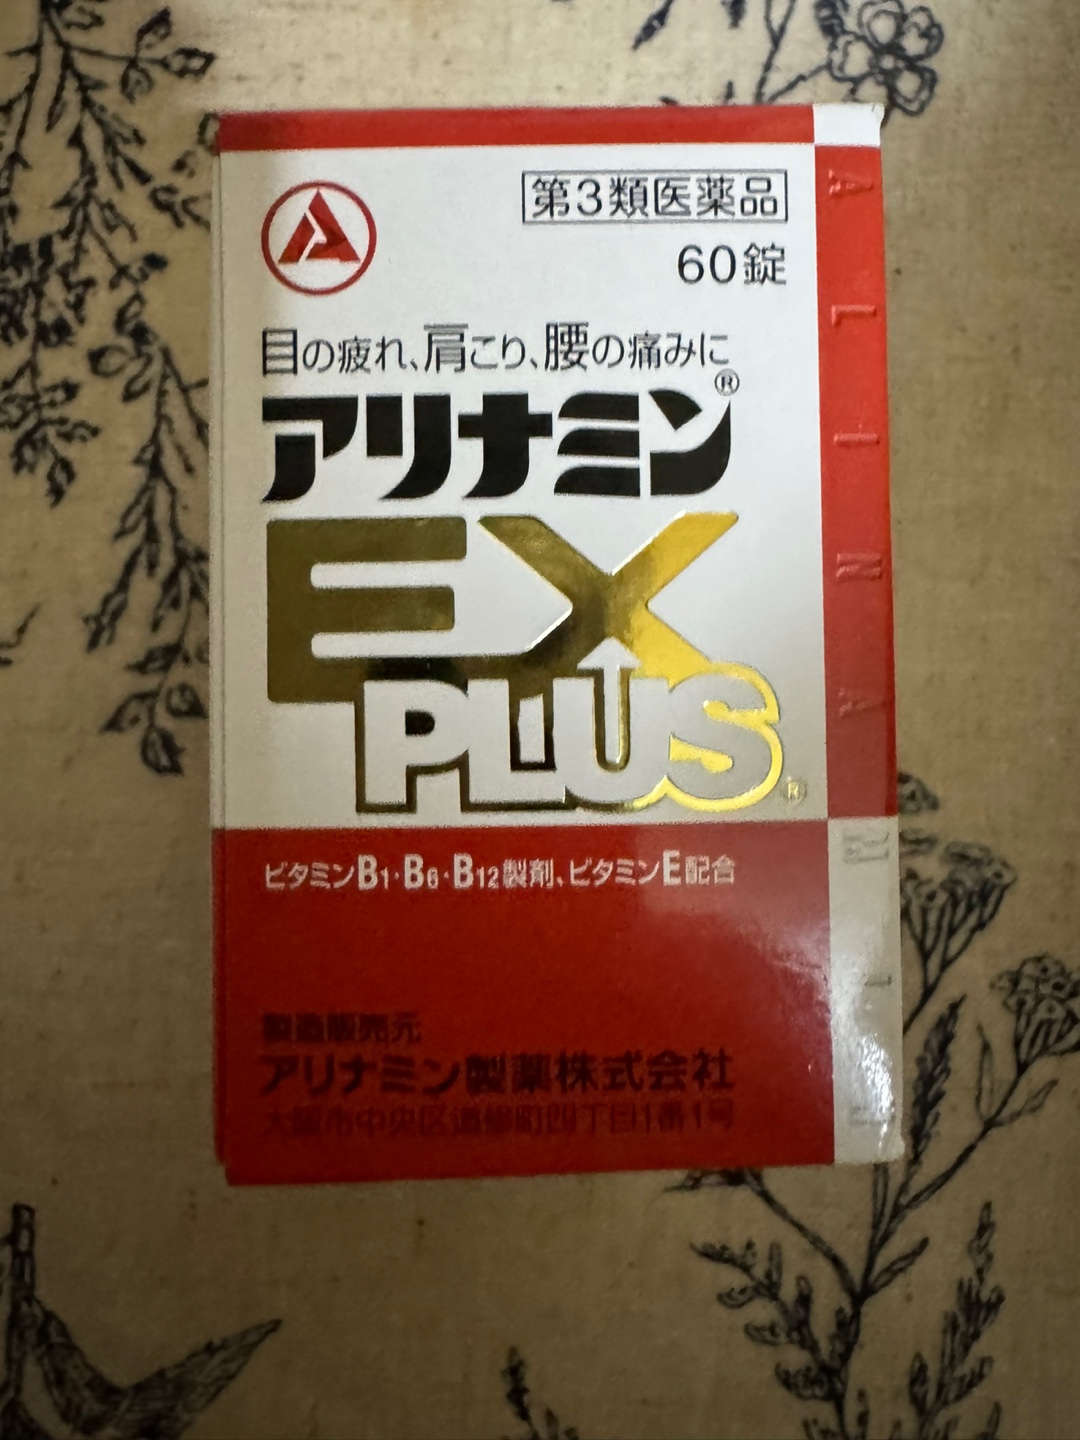 第3類医薬品
60錠
目の疲れ、肩こり、腰の痛みに
アリナミン®
EX
PLUS®
ビタミンB1・B6・B12製剤、ビタミンE配合
製造販売元
アリナミン製薬株式会社
大阪市中央区道修町四丁目1番1号
ALINA